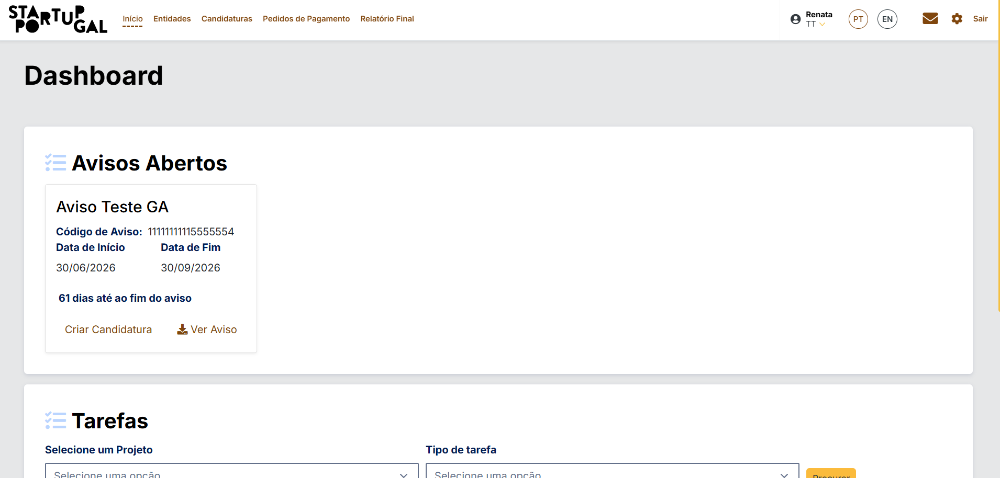 STARTUP
PORTUGAL
Início
Entidades
Candidaturas
Pedidos de Pagamento
Relatório Final
Renata
TT
PT
EN
Sair
Dashboard
Avisos Abertos
Aviso Teste GA
Código de Aviso: 11111111115555554
Data de Início Data de Fim
30/06/2026 30/09/2026
61 dias até ao fim do aviso
Criar Candidatura Ver Aviso
Tarefas
Selecione um Projeto Tipo de tarefa
Selecione uma opção Selecione uma opção
Procurar